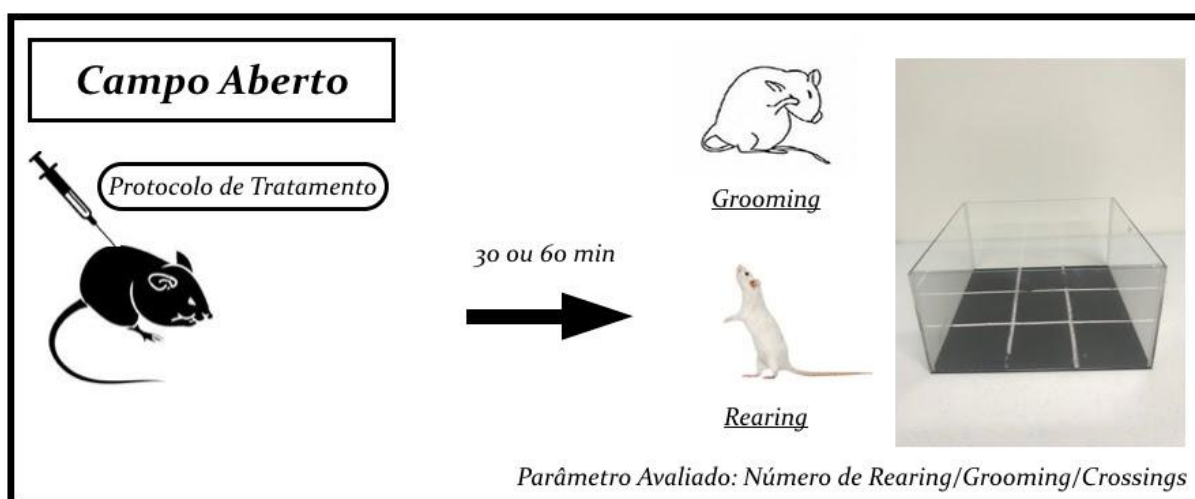 Campo Aberto
Protocolo de Tratamento
30 ou 60 min
Grooming
Rearing
Parâmetro Avaliado: Número de Rearing/Grooming/Crossings